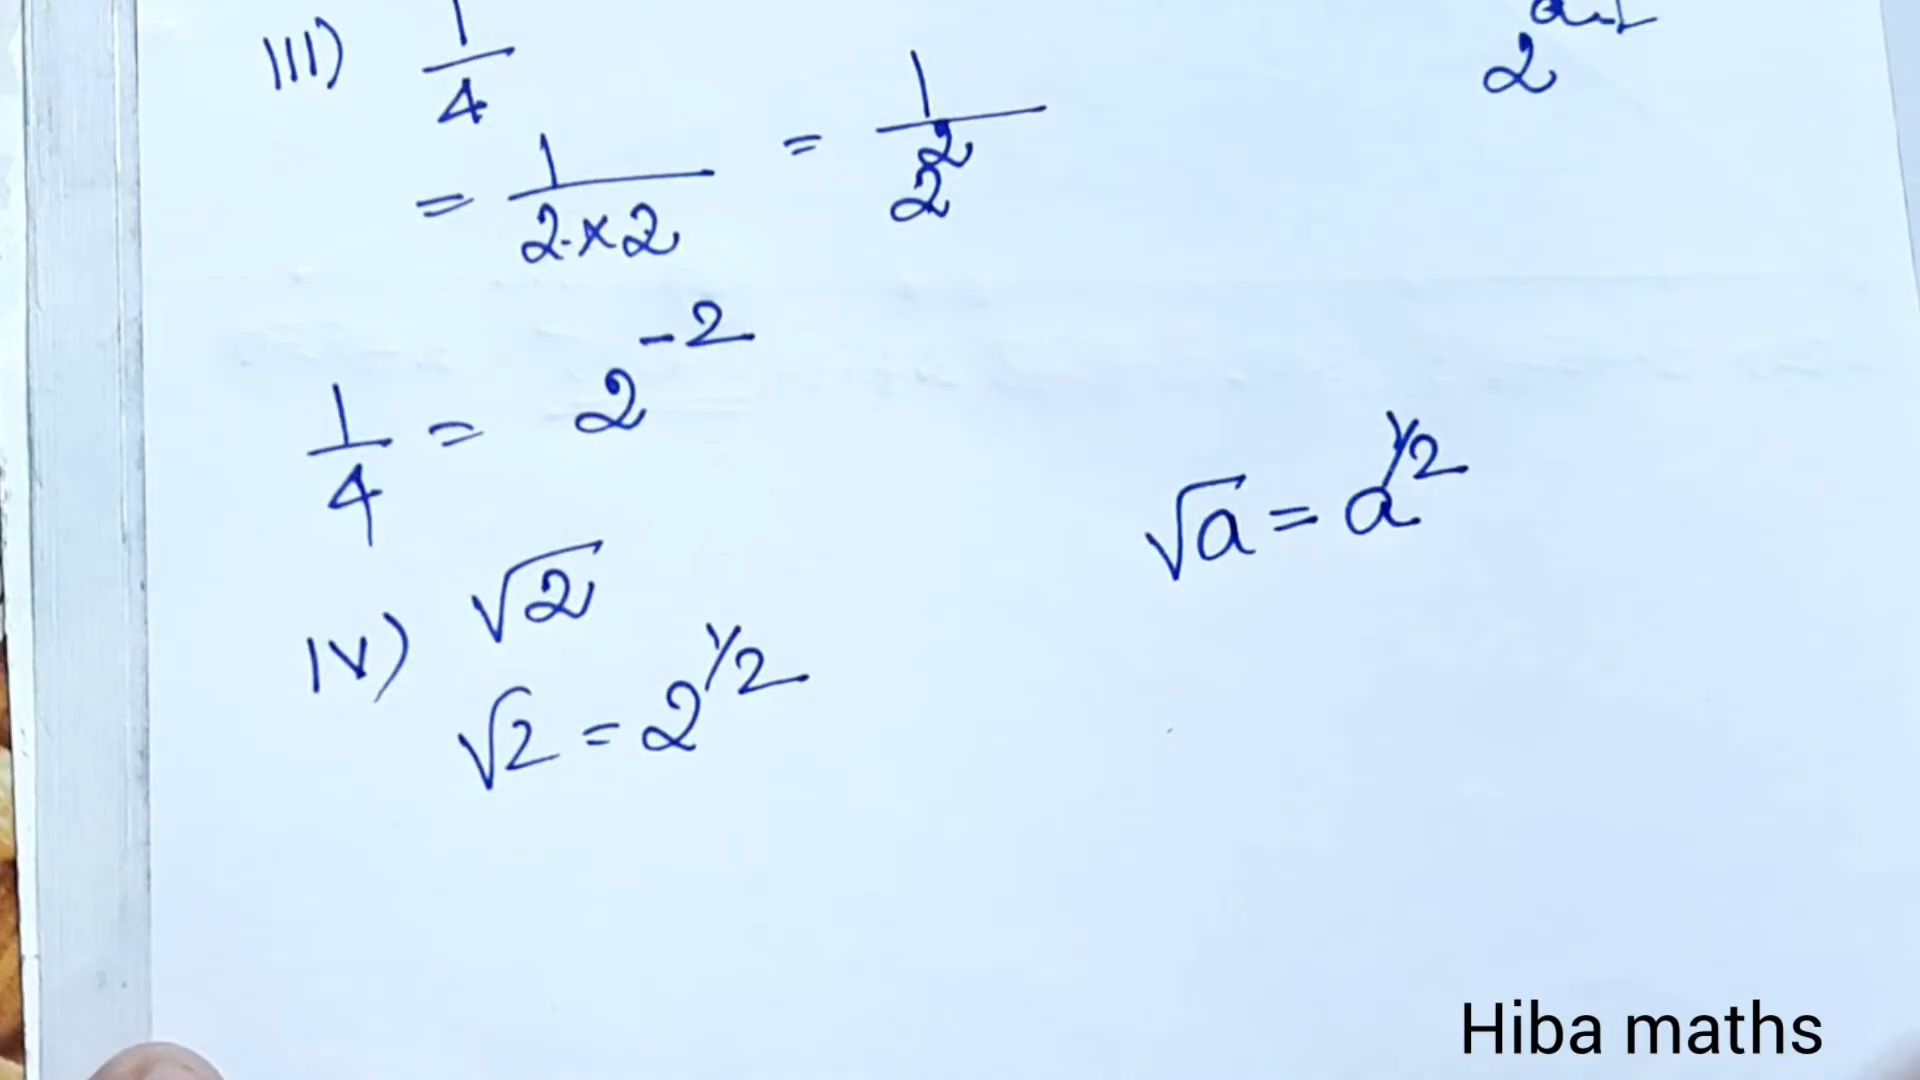 III) 1/4
= 1/(2×2) = 1/2²
1/4 = 2⁻²
√a = a^1/2
IV) √2
√2 = 2^1/2
Hiba maths